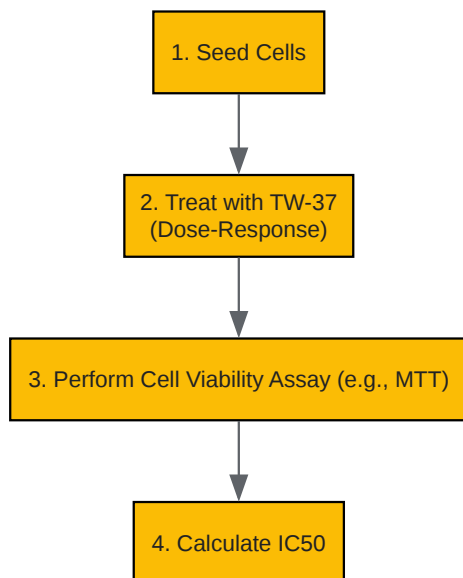 1. Seed Cells
2. Treat with TW-37
(Dose-Response)
3. Perform Cell Viability Assay (e.g., MTT)
4. Calculate IC50